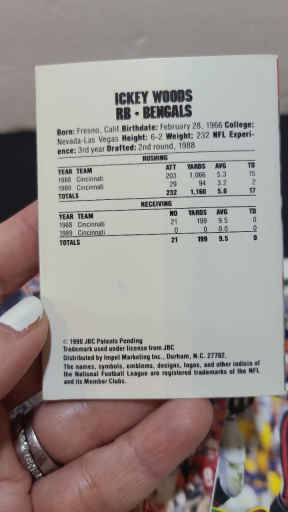 ICKEY WOODS
RB • BENGALS
Born: Fresno, Calif. Birthdate: February 28, 1966 College:
Nevada-Las Vegas Height: 6-2 Weight: 232 NFL Experi-
ence: 3rd year Drafted: 2nd round, 1988
RUSHING
YEAR TEAM ATT YARDS AVG TD
1988 Cincinnati 203 1,066 5.3 15
1989 Cincinnati 29 94 3.2 2
TOTALS 232 1,160 5.0 17
RECEIVING
YEAR TEAM NO YARDS AVG TD
1988 Cincinnati 21 199 9.5 0
1989 Cincinnati 0 0 0.0 0
TOTALS 21 199 9.5 0
© 1990 JBC Patents Pending
Trademark used under license from JBC
Distributed by Impel Marketing Inc., Durham, N.C. 27702.
The names, symbols, emblems, designs, logos, and other indicia of
the National Football League are registered trademarks of the NFL
and its Member Clubs.